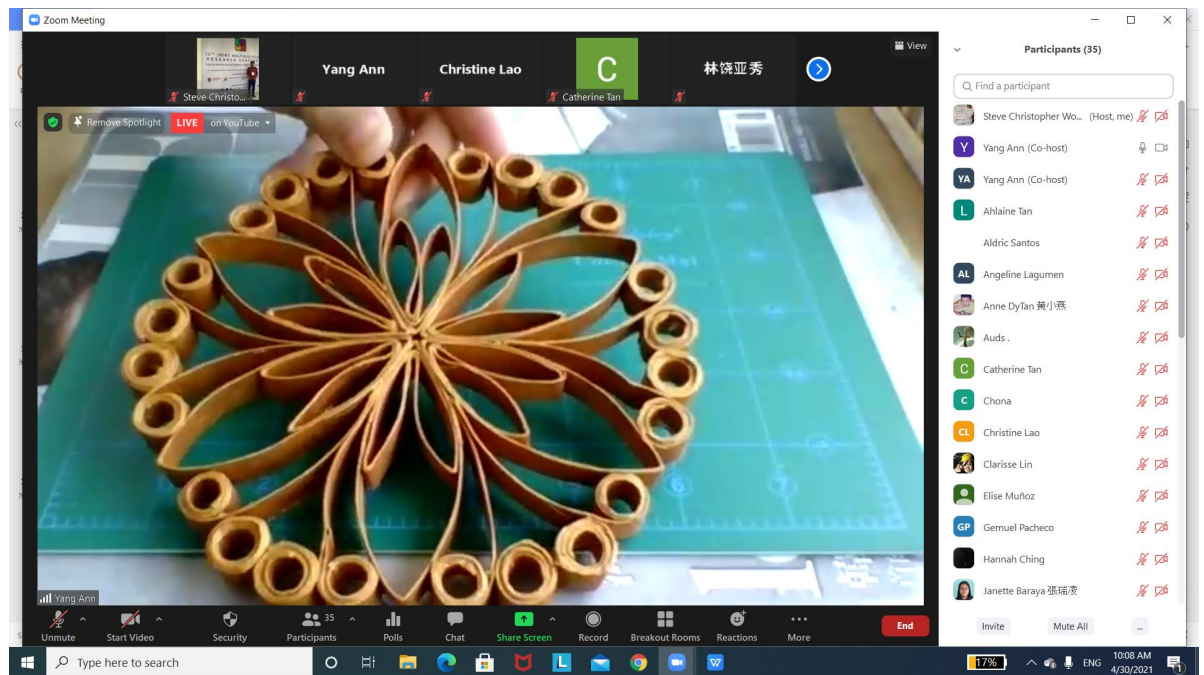 Zoom Meeting
View
Steve Christo...
Yang Ann
Christine Lao
C
Catherine Tan
林饶亚秀
Remove Spotlight
LIVE
on YouTube
Yang Ann
Unmute
Start Video
Security
35
Participants
Polls
Chat
Share Screen
Record
Breakout Rooms
Reactions
More
End
Participants (35)
Find a participant
Steve Christopher Wo... (Host, me)
Y Yang Ann (Co-host)
YA Yang Ann (Co-host)
L Ahlaine Tan
Aldric Santos
AL Angeline Lagumen
Anne DyTan 黃小燕
Auds .
C Catherine Tan
C Chona
CL Christine Lao
Clarisse Lin
Elise Muñoz
GP Gemuel Pacheco
Hannah Ching
Janette Baraya 張瑞凌
Invite
Mute All
...
Type here to search
17%
ENG
10:08 AM
4/30/2021